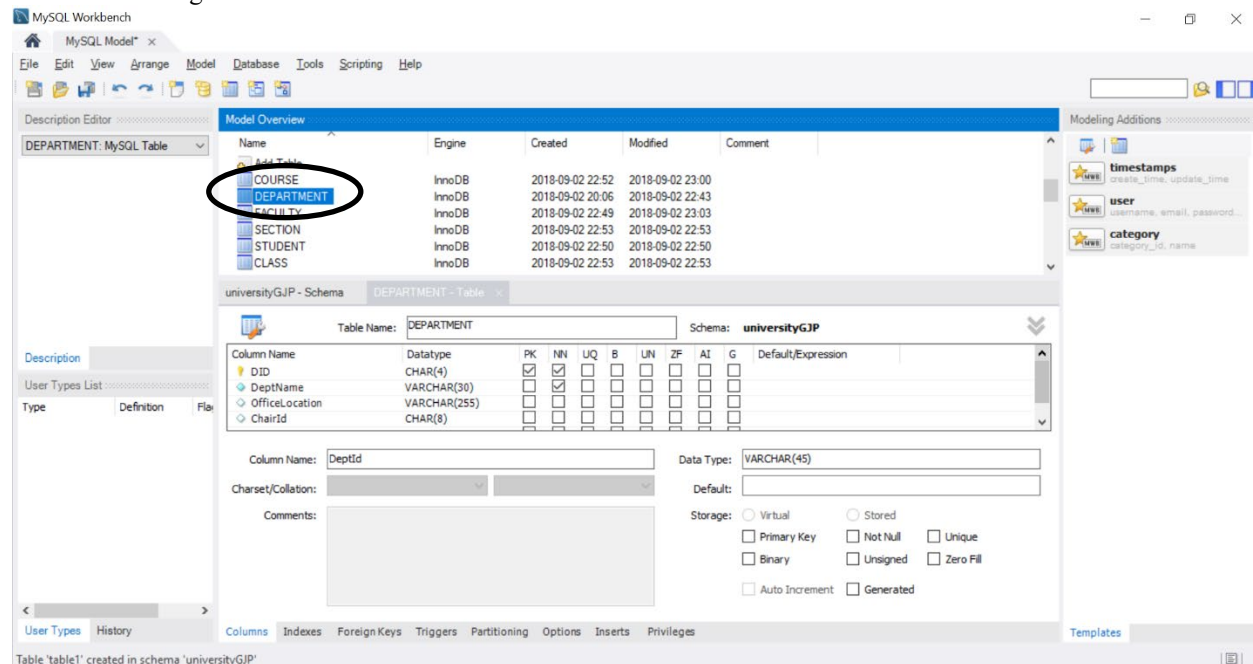 MySQL Workbench
MySQL Model* ×
File Edit View Arrange Model Database Tools Scripting Help
Description Editor
DEPARTMENT: MySQL Table
Description
User Types List
Type Definition Flag
User Types History
Model Overview
Name Engine Created Modified Comment
Add Table
COURSE InnoDB 2018-09-02 22:52 2018-09-02 23:00
DEPARTMENT InnoDB 2018-09-02 20:06 2018-09-02 22:43
FACULTY InnoDB 2018-09-02 22:49 2018-09-02 23:03
SECTION InnoDB 2018-09-02 22:53 2018-09-02 22:53
STUDENT InnoDB 2018-09-02 22:50 2018-09-02 22:50
CLASS InnoDB 2018-09-02 22:53 2018-09-02 22:53
universityGJP - Schema DEPARTMENT - Table ×
Table Name: DEPARTMENT Schema: universityGJP
Column Name Datatype PK NN UQ B UN ZF AI G Default/Expression
DID CHAR(4)
DeptName VARCHAR(30)
OfficeLocation VARCHAR(255)
ChairId CHAR(8)
Column Name: DeptId Data Type: VARCHAR(45)
Charset/Collation: Default:
Comments: Storage: Virtual Stored
Primary Key Not Null Unique
Binary Unsigned Zero Fill
Auto Increment Generated
Columns Indexes Foreign Keys Triggers Partitioning Options Inserts Privileges
Modeling Additions
timestamps
create_time, update_time
user
username, email, password...
category
category_id, name
Templates
Table 'table1' created in schema 'universityGJP'